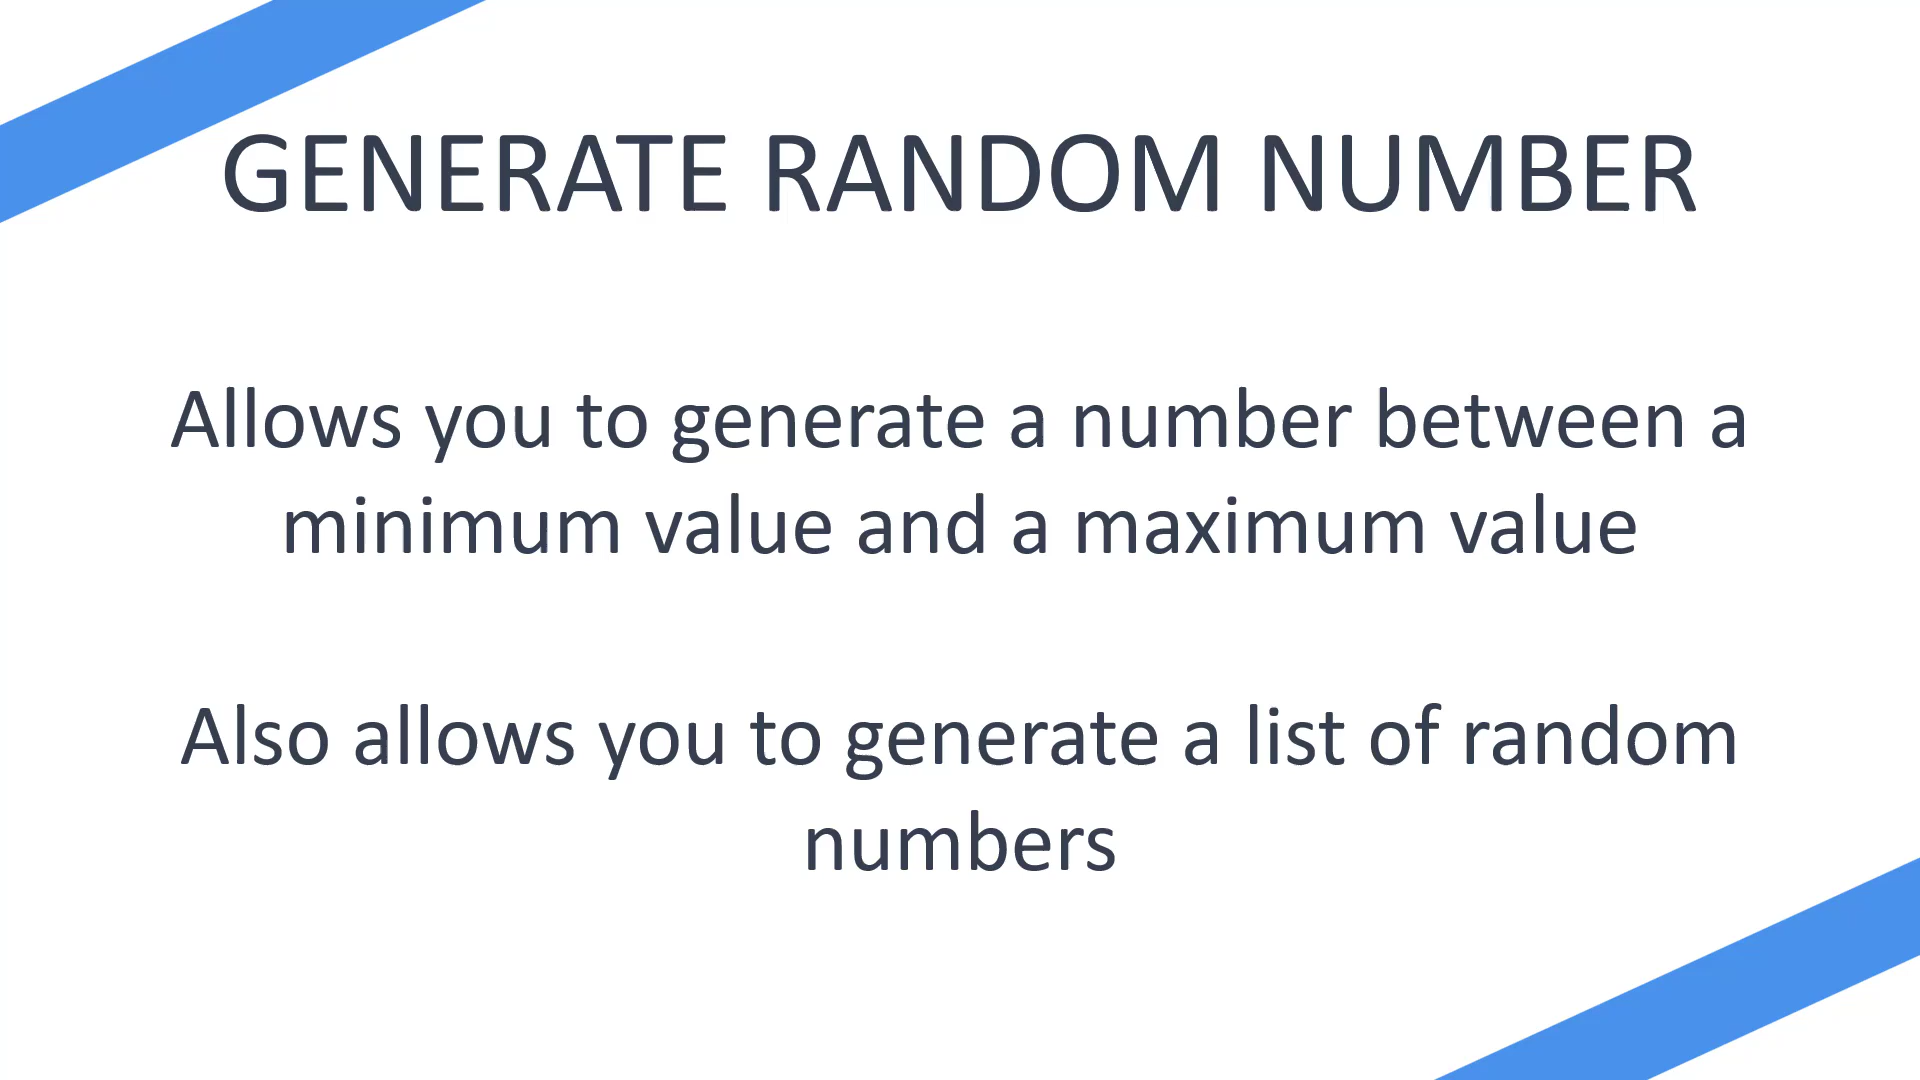 GENERATE RANDOM NUMBER
Allows you to generate a number between a
minimum value and a maximum value
Also allows you to generate a list of random
numbers